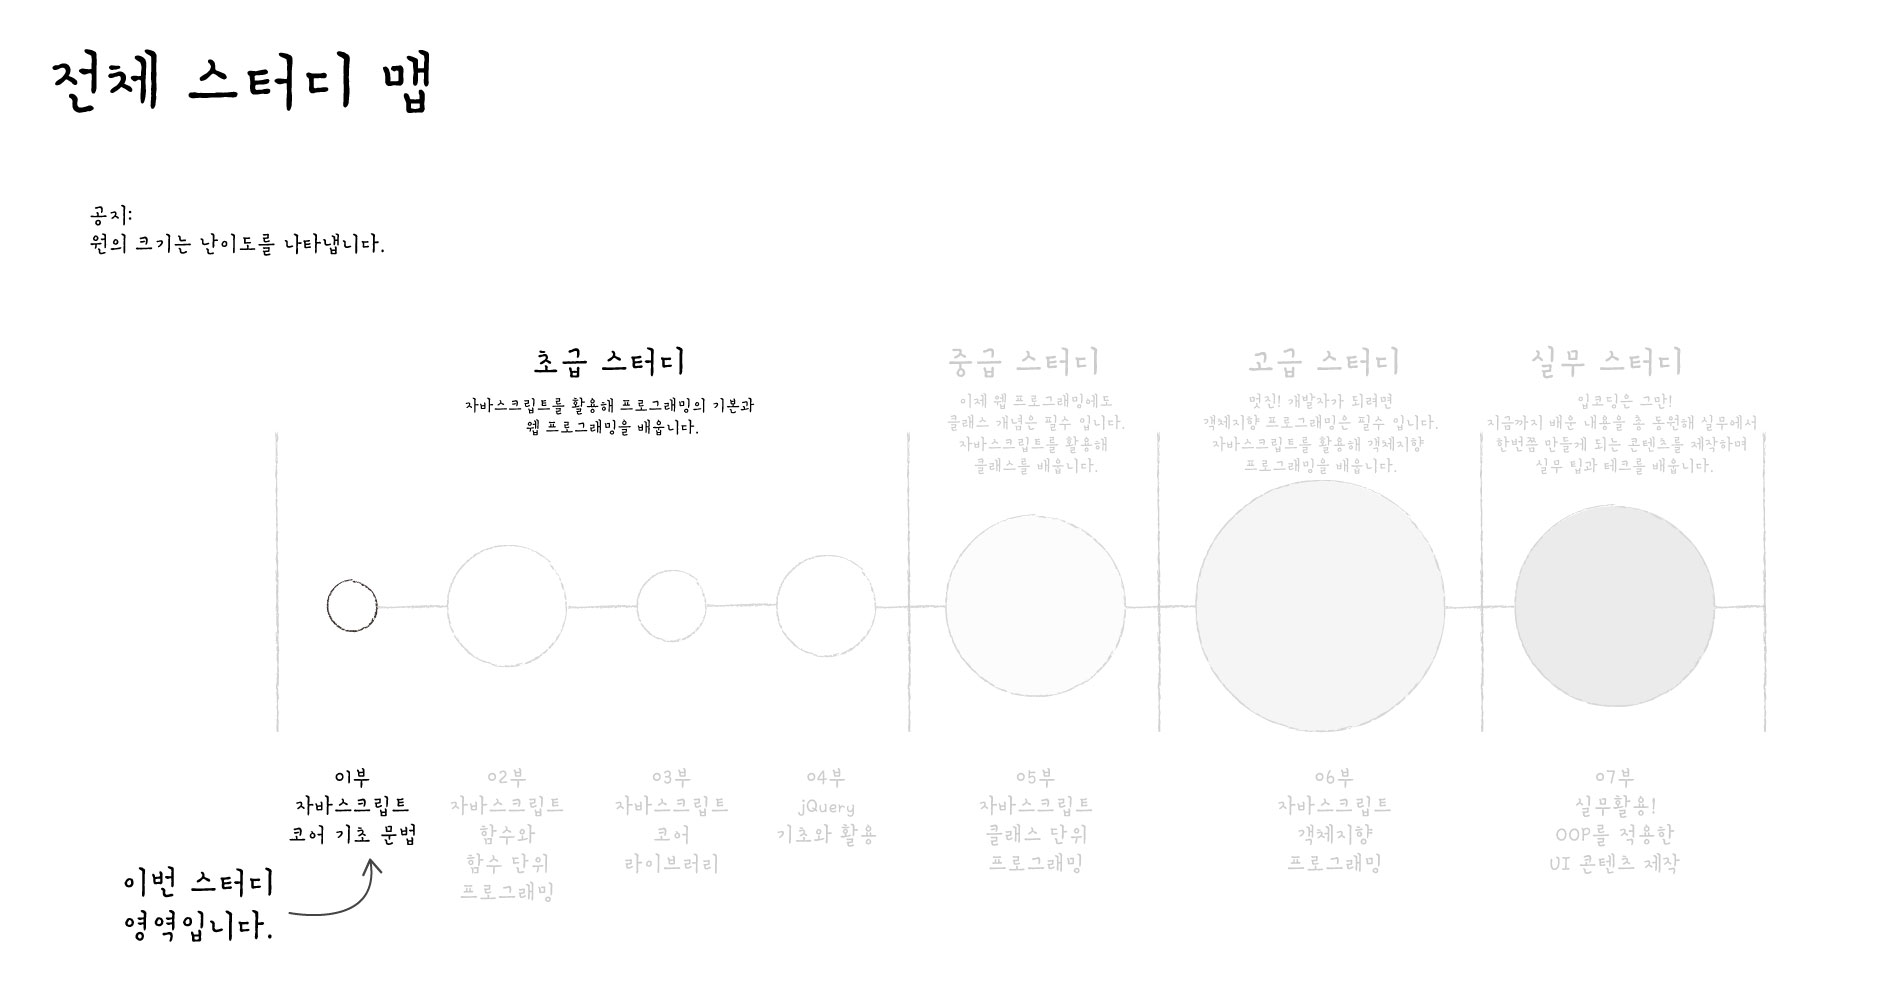 전체 스터디 맵
공지:
원의 크기는 난이도를 나타냅니다.
초급 스터디
자바스크립트를 활용해 프로그래밍의 기본과
웹 프로그래밍을 배웁니다.
중급 스터디
이제 웹 프로그래밍에도
클래스 개념은 필수 입니다.
자바스크립트를 활용해
클래스를 배웁니다.
고급 스터디
멋진! 개발자가 되려면
객체지향 프로그래밍은 필수 입니다.
자바스크립트를 활용해 객체지향
프로그래밍을 배웁니다.
실무 스터디
입코딩은 그만!
지금까지 배운 내용을 총 동원해 실무에서
한번쯤 만들게 되는 콘텐츠를 제작하며
실무 팁과 테크를 배웁니다.
01부
자바스크립트
코어 기초 문법
02부
자바스크립트
함수와
함수 단위
프로그래밍
03부
자바스크립트
코어
라이브러리
04부
jQuery
기초와 활용
05부
자바스크립트
클래스 단위
프로그래밍
06부
자바스크립트
객체지향
프로그래밍
07부
실무활용!
OOP를 적용한
UI 콘텐츠 제작
이번 스터디
영역입니다.